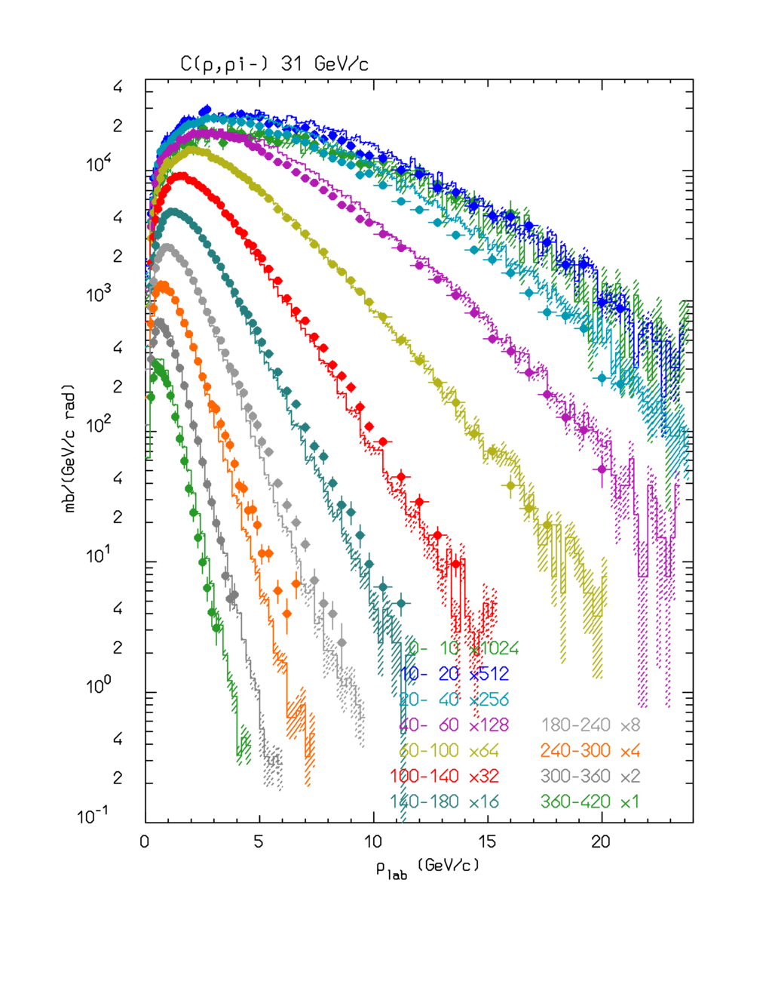 C(p,pi-) 31 GeV/c
4
2
10^4
4
2
10^3
4
2
10^2
4
2
10^1
4
2
10^0
4
2
10^-1
mb/(GeV/c rad)
0- 10 x1024
10- 20 x512
20- 40 x256
40- 60 x128
60-100 x64
100-140 x32
140-180 x16
180-240 x8
240-300 x4
300-360 x2
360-420 x1
0 5 10 15 20
p_lab (GeV/c)